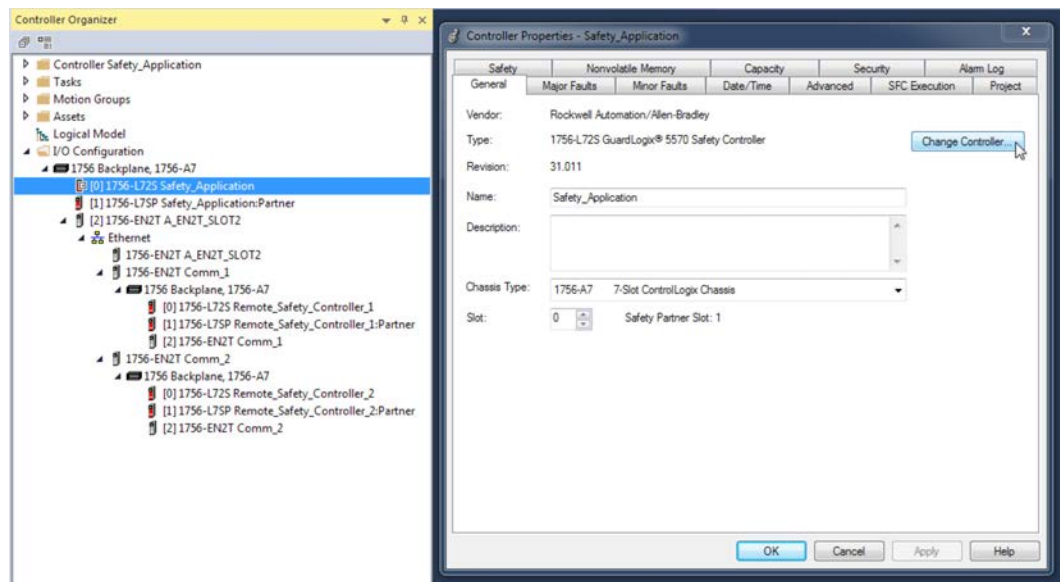 Controller Organizer
Controller Safety_Application
Tasks
Motion Groups
Assets
Logical Model
I/O Configuration
1756 Backplane, 1756-A7
[0] 1756-L72S Safety_Application
[1] 1756-L7SP Safety_Application:Partner
[2] 1756-EN2T A_EN2T_SLOT2
Ethernet
1756-EN2T A_EN2T_SLOT2
1756-EN2T Comm_1
1756 Backplane, 1756-A7
[0] 1756-L72S Remote_Safety_Controller_1
[1] 1756-L7SP Remote_Safety_Controller_1:Partner
[2] 1756-EN2T Comm_1
1756-EN2T Comm_2
1756 Backplane, 1756-A7
[0] 1756-L72S Remote_Safety_Controller_2
[1] 1756-L7SP Remote_Safety_Controller_2:Partner
[2] 1756-EN2T Comm_2
Controller Properties - Safety_Application
Safety Nonvolatile Memory Capacity Security Alarm Log
General Major Faults Minor Faults Date/Time Advanced SFC Execution Project
Vendor: Rockwell Automation/Allen-Bradley
Type: 1756-L72S GuardLogix® 5570 Safety Controller Change Controller...
Revision: 31.011
Name: Safety_Application
Description:
Chassis Type: 1756-A7 7-Slot ControlLogix Chassis
Slot: 0 Safety Partner Slot: 1
OK Cancel Apply Help